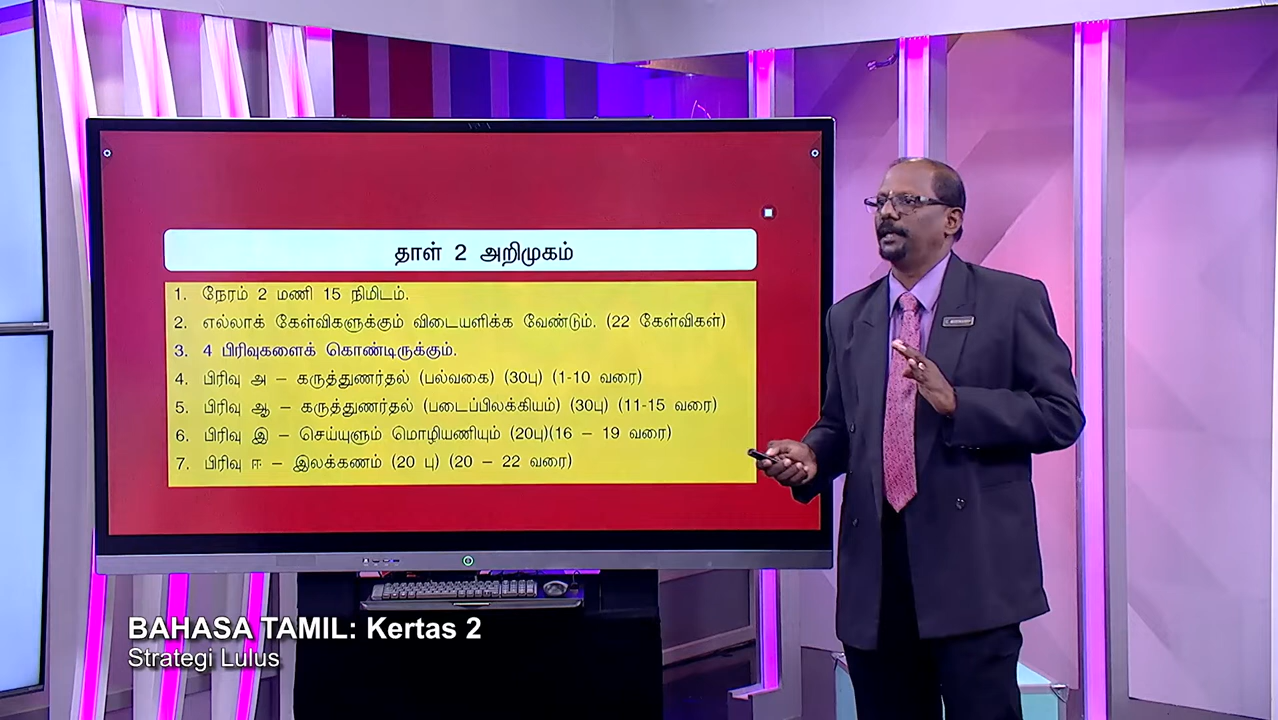 தாள் 2 அறிமுகம்
1. நேரம் 2 மணி 15 நிமிடம்.
2. எல்லாக் கேள்விகளுக்கும் விடையளிக்க வேண்டும். (22 கேள்விகள்)
3. 4 பிரிவுகளைக் கொண்டிருக்கும்.
4. பிரிவு அ – கருத்துணர்தல் (பல்வகை) (30பு) (1-10 வரை)
5. பிரிவு ஆ – கருத்துணர்தல் (படைப்பிலக்கியம்) (30பு) (11-15 வரை)
6. பிரிவு இ – செய்யுளும் மொழியணியும் (20பு)(16 – 19 வரை)
7. பிரிவு ஈ – இலக்கணம் (20 பு) (20 – 22 வரை)
BAHASA TAMIL: Kertas 2
Strategi Lulus